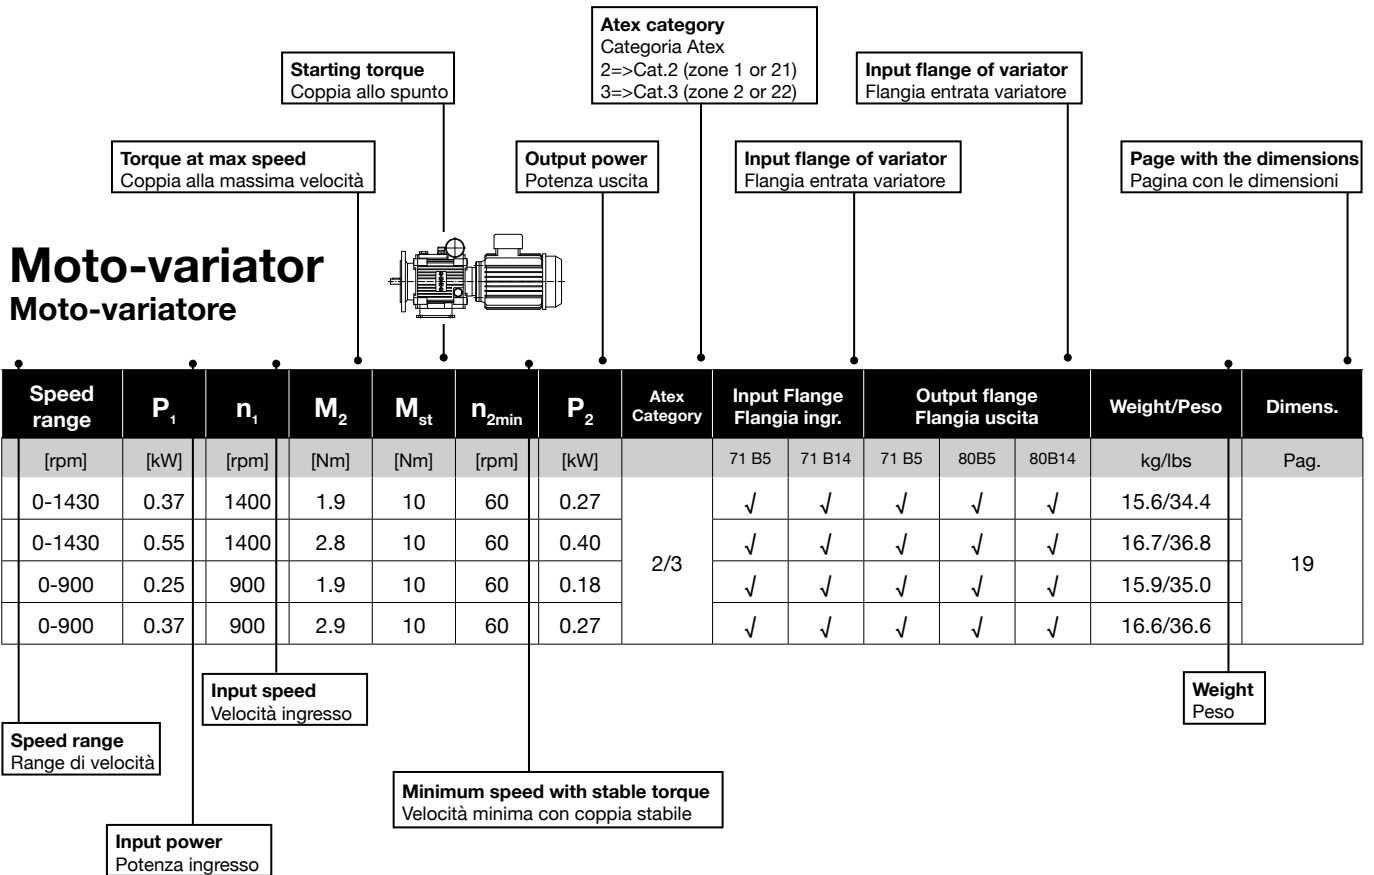 Atex category
Categoria Atex
2=>Cat.2 (zone 1 or 21)
3=>Cat.3 (zone 2 or 22)
Starting torque
Coppia allo spunto
Input flange of variator
Flangia entrata variatore
Torque at max speed
Coppia alla massima velocità
Output power
Potenza uscita
Input flange of variator
Flangia entrata variatore
Page with the dimensions
Pagina con le dimensioni
Moto-variator
Moto-variatore
Speed range P1 n1 M2 Mst n2min P2 Atex Category Input Flange Flangia ingr. Output flange Flangia uscita Weight/Peso Dimens.
[rpm] [kW] [rpm] [Nm] [Nm] [rpm] [kW] 71 B5 71 B14 71 B5 80B5 80B14 kg/lbs Pag.
0-1430 0.37 1400 1.9 10 60 0.27 √ √ √ √ √ 15.6/34.4
0-1430 0.55 1400 2.8 10 60 0.40 √ √ √ √ √ 16.7/36.8
2/3 19
0-900 0.25 900 1.9 10 60 0.18 √ √ √ √ √ 15.9/35.0
0-900 0.37 900 2.9 10 60 0.27 √ √ √ √ √ 16.6/36.6
Input speed
Velocità ingresso
Weight
Peso
Speed range
Range di velocità
Minimum speed with stable torque
Velocità minima con coppia stabile
Input power
Potenza ingresso